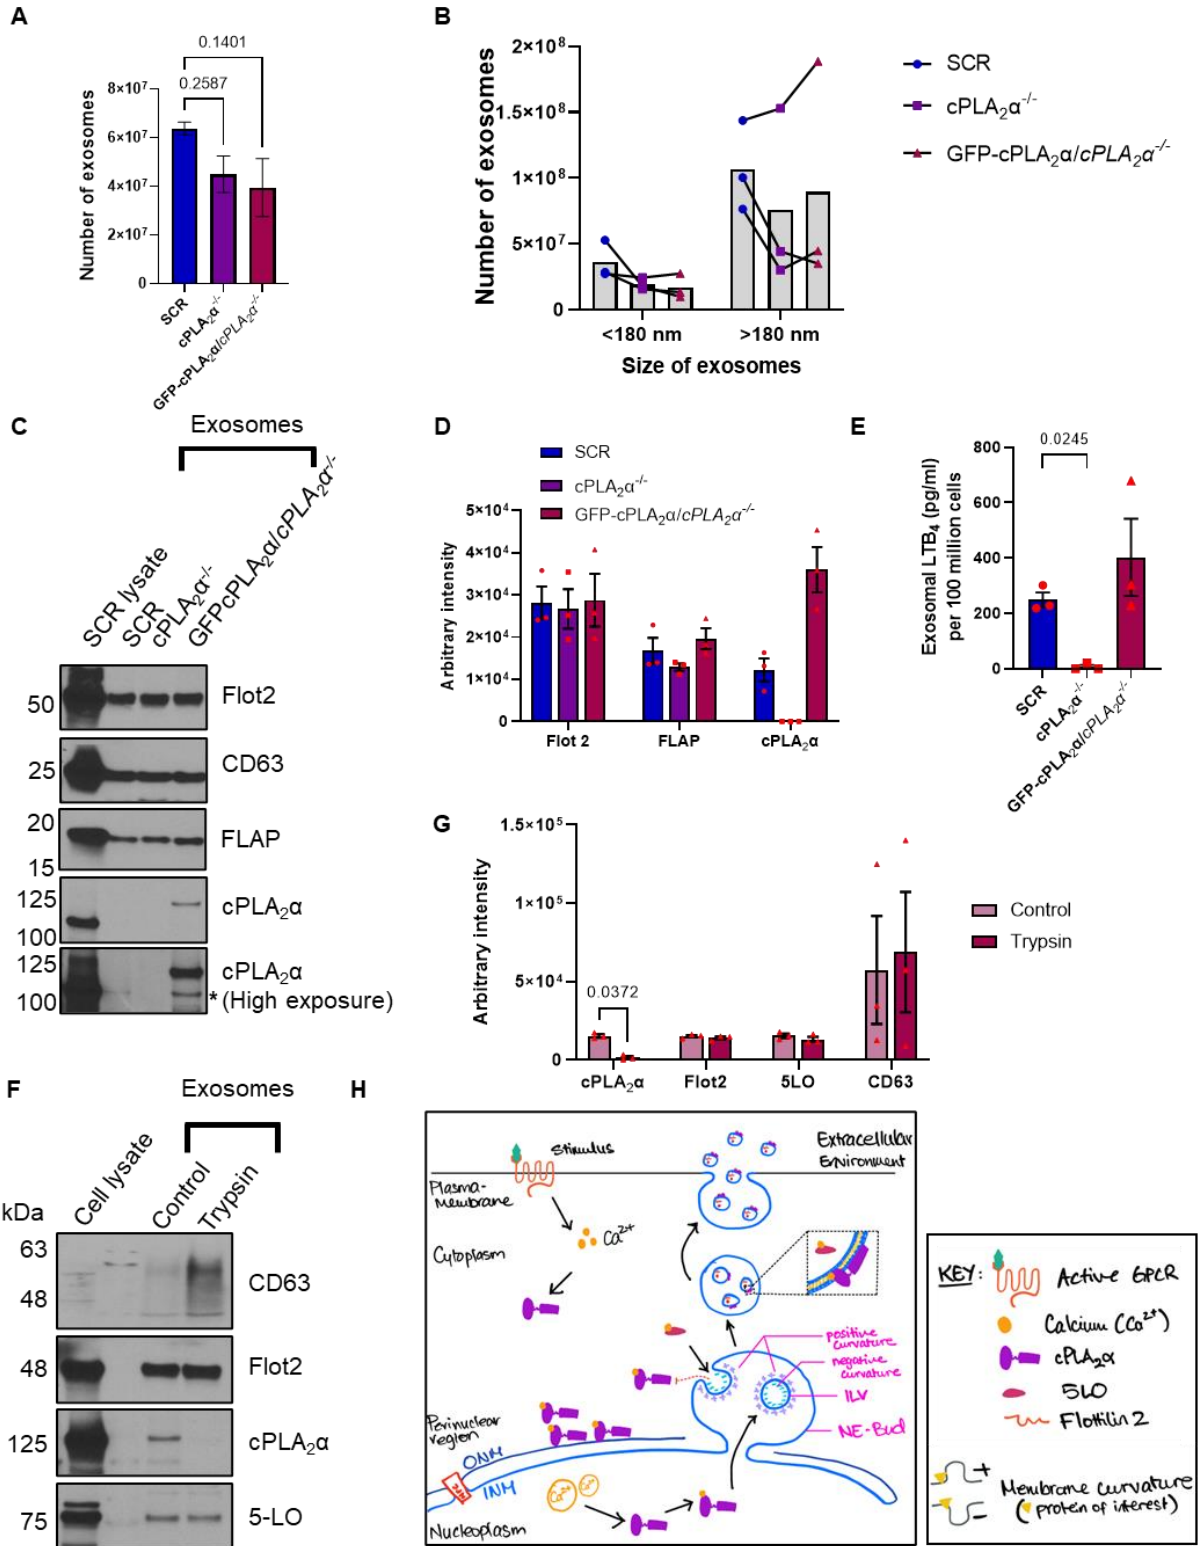 A
0.1401
0.2587
Number of exosomes
8×10⁷
6×10⁷
4×10⁷
2×10⁷
0
SCR
cPLA₂α⁻/⁻
GFP-cPLA₂α/cPLA₂α⁻/⁻
B
Number of exosomes
2×10⁸
1.5×10⁸
1×10⁸
5×10⁷
0
<180 nm
>180 nm
Size of exosomes
SCR
cPLA₂α⁻/⁻
GFP-cPLA₂α/cPLA₂α⁻/⁻
C
Exosomes
SCR lysate
SCR
cPLA₂α⁻/⁻
GFPcPLA₂α/cPLA₂α⁻/⁻
50
Flot2
25
CD63
20
15
FLAP
125
100
cPLA₂α
125
100
cPLA₂α
* (High exposure)
D
SCR
cPLA₂α⁻/⁻
GFP-cPLA₂α/cPLA₂α⁻/⁻
Arbitrary intensity
5×10⁴
4×10⁴
3×10⁴
2×10⁴
1×10⁴
0
Flot 2
FLAP
cPLA₂α
E
0.0245
Exosomal LTB₄ (pg/ml)
per 100 million cells
800
600
400
200
0
SCR
cPLA₂α⁻/⁻
GFP-cPLA₂α/cPLA₂α⁻/⁻
G
Arbitrary intensity
1.5×10⁵
1×10⁵
5×10⁴
0
0.0372
cPLA₂α
Flot2
5LO
CD63
Control
Trypsin
F
Exosomes
Cell lysate
Control
Trypsin
kDa
63
48
CD63
48
Flot2
125
cPLA₂α
75
5-LO
H
Stimulus
Extracellular
Environment
Plasma-
Membrane
Ca²⁺
Cytoplasm
positive
curvature
negative
curvature
ILV
NE-Bud
Perinuclear
region
ONM
INM
NPC
Ca²⁺
Ca²⁺
Nucleoplasm
KEY:
Active GPCR
Calcium (Ca²⁺)
cPLA₂α
5LO
Flottilin 2
+
−
Membrane curvature
( protein of interest)